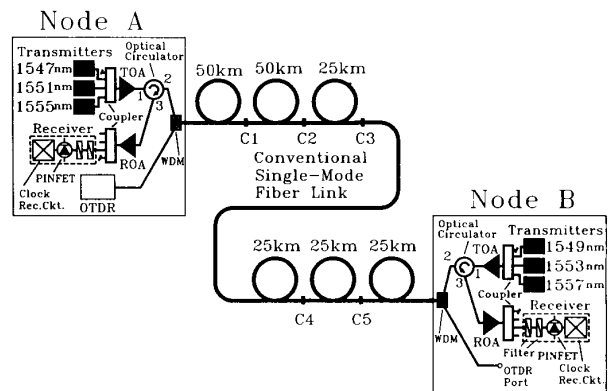 Node A
Transmitters
Optical
Circulator
1547nm
1551nm
1555nm
TOA
1
2
3
Coupler
Receiver
ROA
PINFET
Clock
Rec.Ckt.
OTDR
WDM
50km
50km
25km
C1
C2
C3
Conventional
Single-Mode
Fiber Link
25km
25km
25km
C4
C5
Node B
Optical
Circulator
Transmitters
TOA
1549nm
1553nm
1557nm
2
1
3
Coupler
Receiver
WDM
ROA
Filter
PINFET
OTDR
Port
Clock
Rec.Ckt.